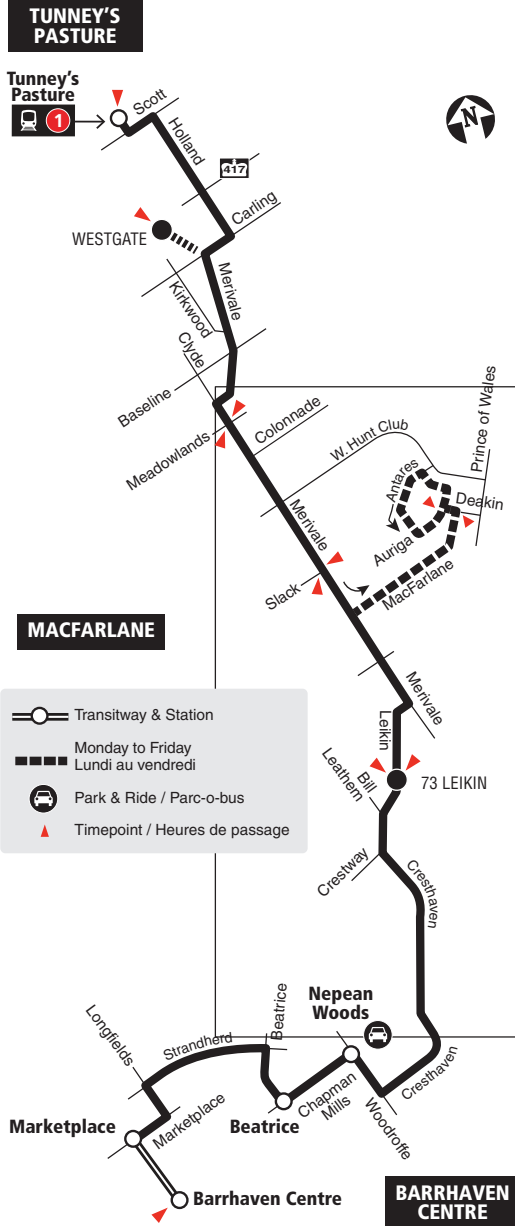 TUNNEY'S
PASTURE
Tunney's
Pasture
1
Scott
N
Holland
417
Carling
WESTGATE
Merivale
Kirkwood
Clyde
Baseline
Prince of Wales
Colonnade
W. Hunt Club
Meadowlands
Antares
Deakin
Merivale
Auriga
MacFarlane
Slack
MACFARLANE
Merivale
Transitway & Station
Monday to Friday
Lundi au vendredi
Park & Ride / Parc-o-bus
Timepoint / Heures de passage
Leikin
73 LEIKIN
Bill
Leathem
Crestway
Cresthaven
Nepean
Woods
Beatrice
Longfields
Strandherd
Cresthaven
Marketplace
Marketplace
Beatrice
Chapman
Mills
Woodroffe
Barrhaven Centre
BARRHAVEN
CENTRE